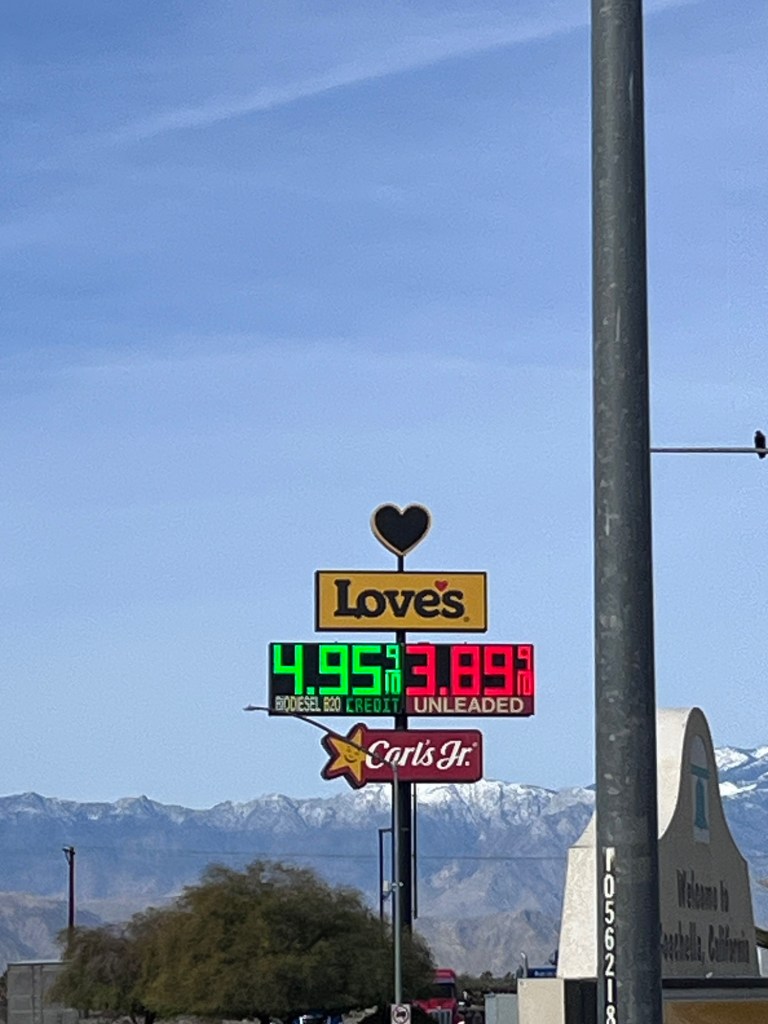 Love's
4.95 9/10 3.89 9/10
BIODIESEL B20 CREDIT UNLEADED
Carl's Jr.
Welcome to
Coachella, California
1056218